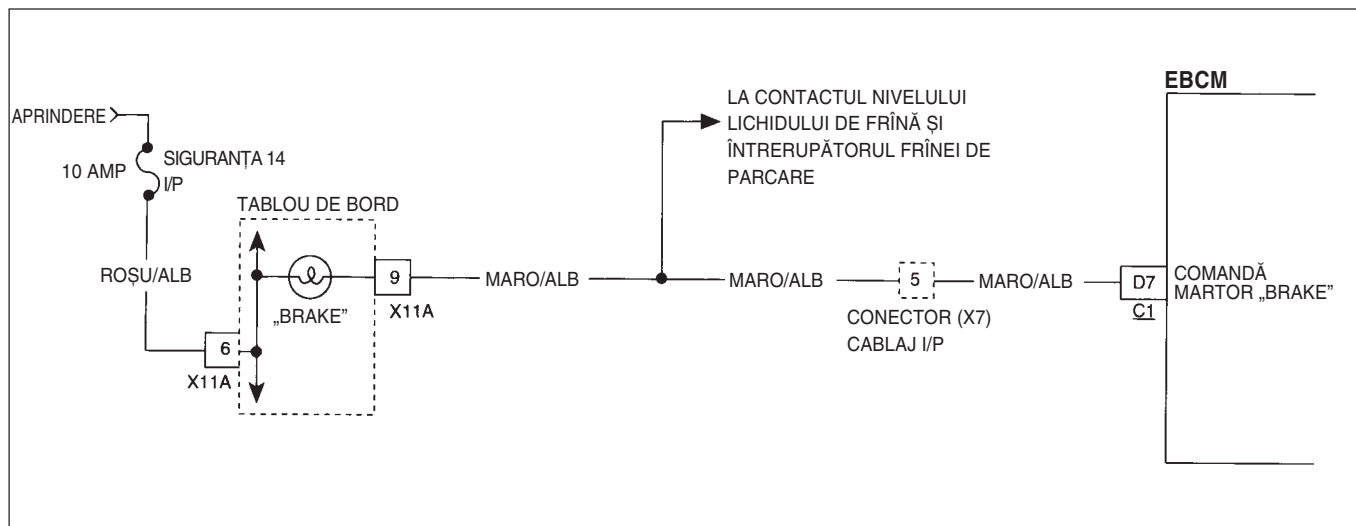 EBCM
LA CONTACTUL NIVELULUI
LICHIDULUI DE FRÎNĂ ȘI
ÎNTRERUPĂTORUL FRÎNEI DE
PARCARE
APRINDERE
10 AMP
SIGURANȚA 14
I/P
TABLOU DE BORD
ROȘU/ALB
„BRAKE”
9
X11A
MARO/ALB
MARO/ALB
5
MARO/ALB
D7
C1
COMANDĂ
MARTOR „BRAKE”
CONECTOR (X7)
CABLAJ I/P
6
X11A